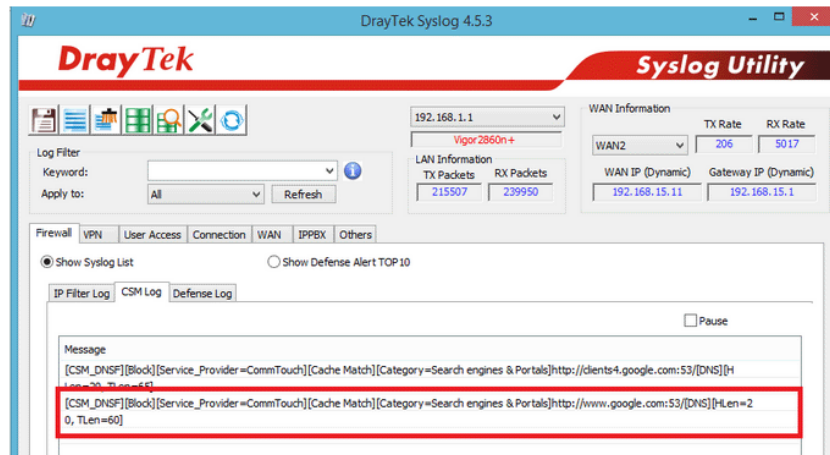 DrayTek Syslog 4.5.3
DrayTek
Syslog Utility
192.168.1.1
Vigor2860n+
WAN Information
TX Rate RX Rate
WAN2 206 5017
WAN IP (Dynamic) Gateway IP (Dynamic)
192.168.15.11 192.168.15.1
Log Filter
Keyword:
Apply to: All Refresh
LAN Information
TX Packets RX Packets
215507 239950
Firewall VPN User Access Connection WAN IPPBX Others
Show Syslog List Show Defense Alert TOP10
IP Filter Log CSM Log Defense Log
Pause
Message
[CSM_DNSF][Block][Service_Provider=CommTouch][Cache Match][Category=Search engines & Portals]http://clients4.google.com:53/[DNS][H
Len=20, TLen=65]
[CSM_DNSF][Block][Service_Provider=CommTouch][Cache Match][Category=Search engines & Portals]http://www.google.com:53/[DNS][HLen=2
0, TLen=60]